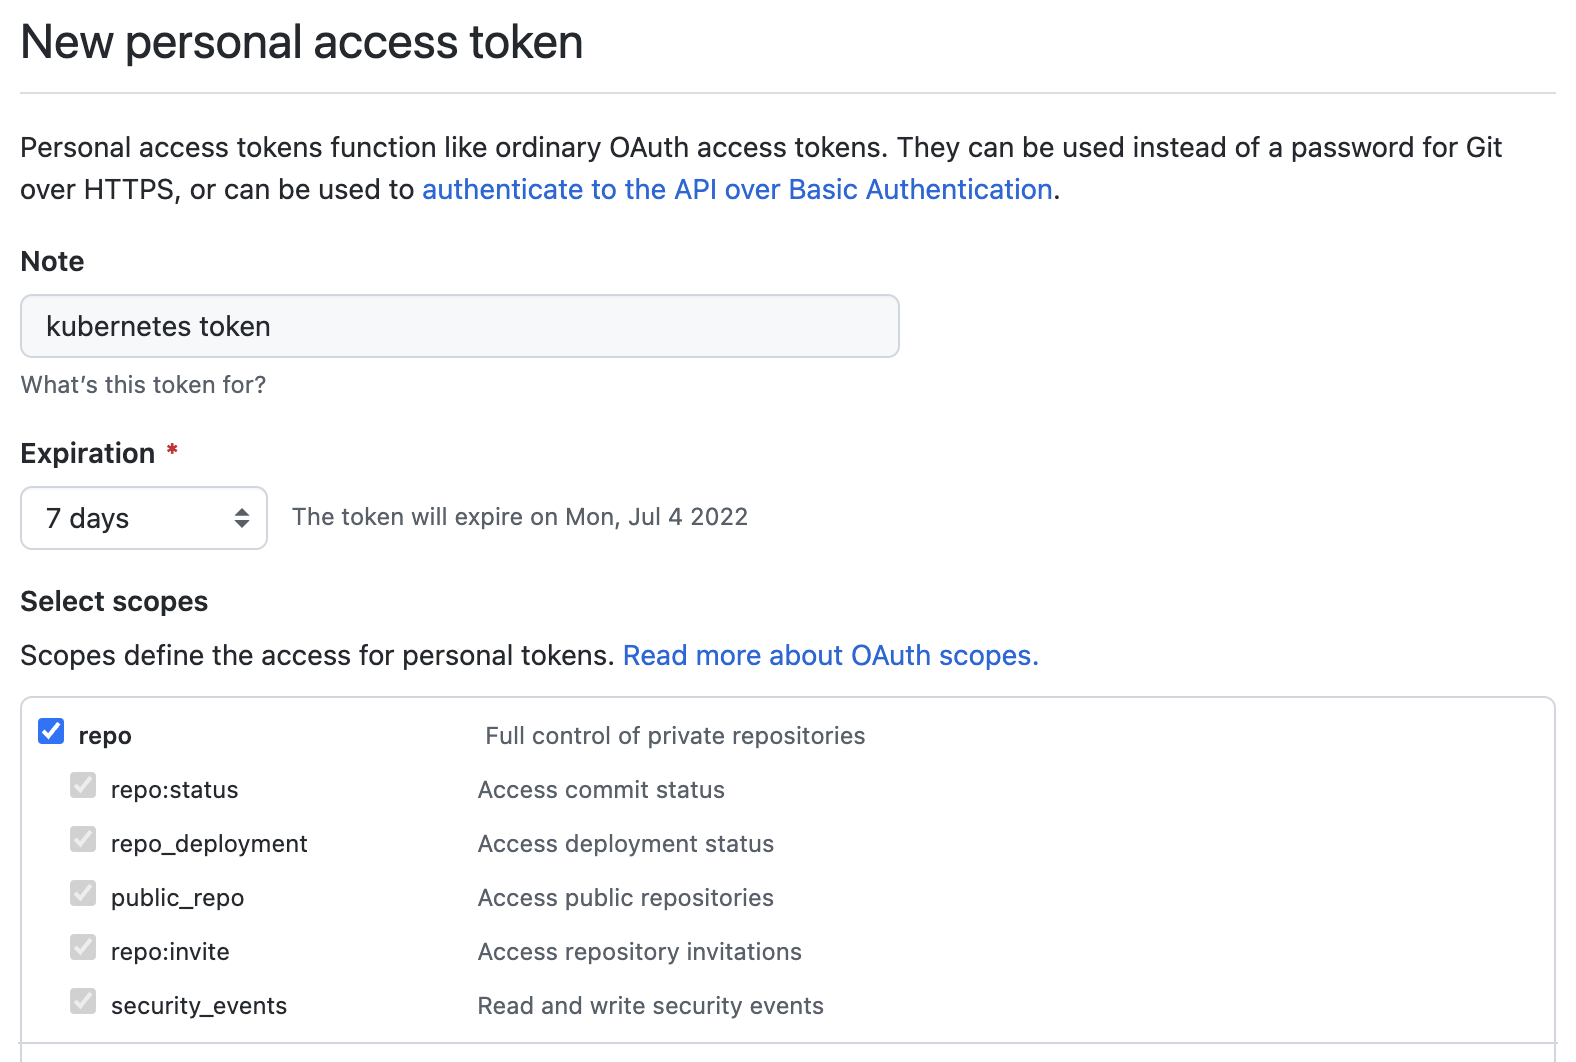 New personal access token
Personal access tokens function like ordinary OAuth access tokens. They can be used instead of a password for Git
over HTTPS, or can be used to authenticate to the API over Basic Authentication.
Note
kubernetes token
What's this token for?
Expiration *
7 days The token will expire on Mon, Jul 4 2022
Select scopes
Scopes define the access for personal tokens. Read more about OAuth scopes.
repo Full control of private repositories
repo:status Access commit status
repo_deployment Access deployment status
public_repo Access public repositories
repo:invite Access repository invitations
security_events Read and write security events